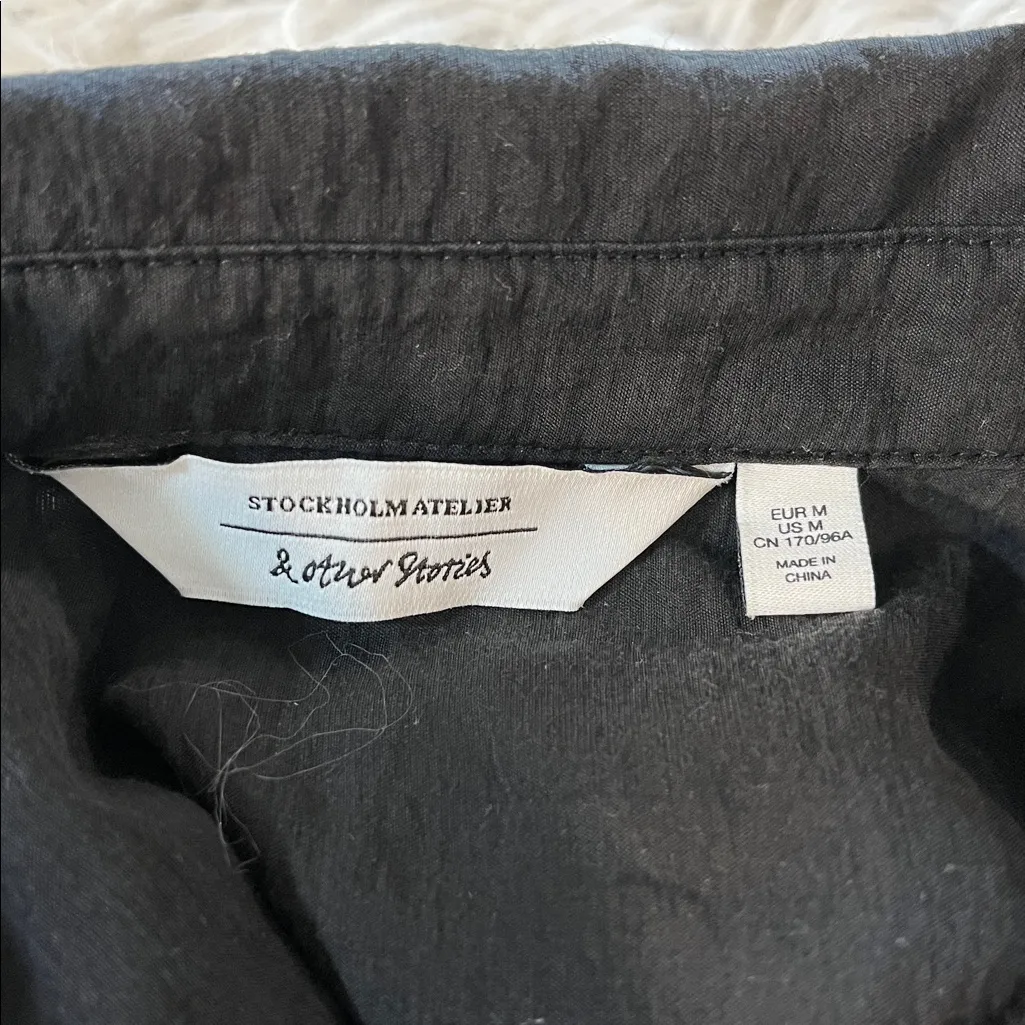 STOCKHOLM ATELIER
& other Stories
EUR M
US M
CN 170/96A
MADE IN
CHINA